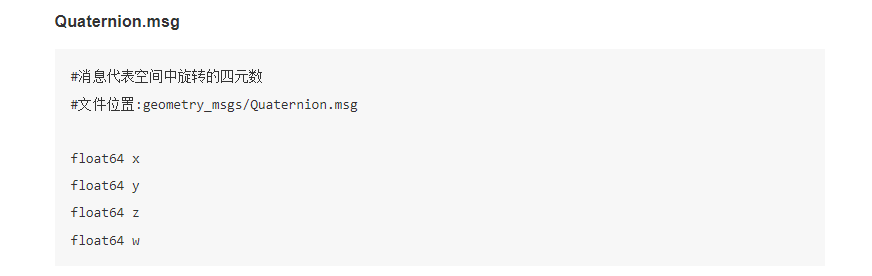 Quaternion.msg
#消息代表空间中旋转的四元数
#文件位置:geometry_msgs/Quaternion.msg
float64 x
float64 y
float64 z
float64 w